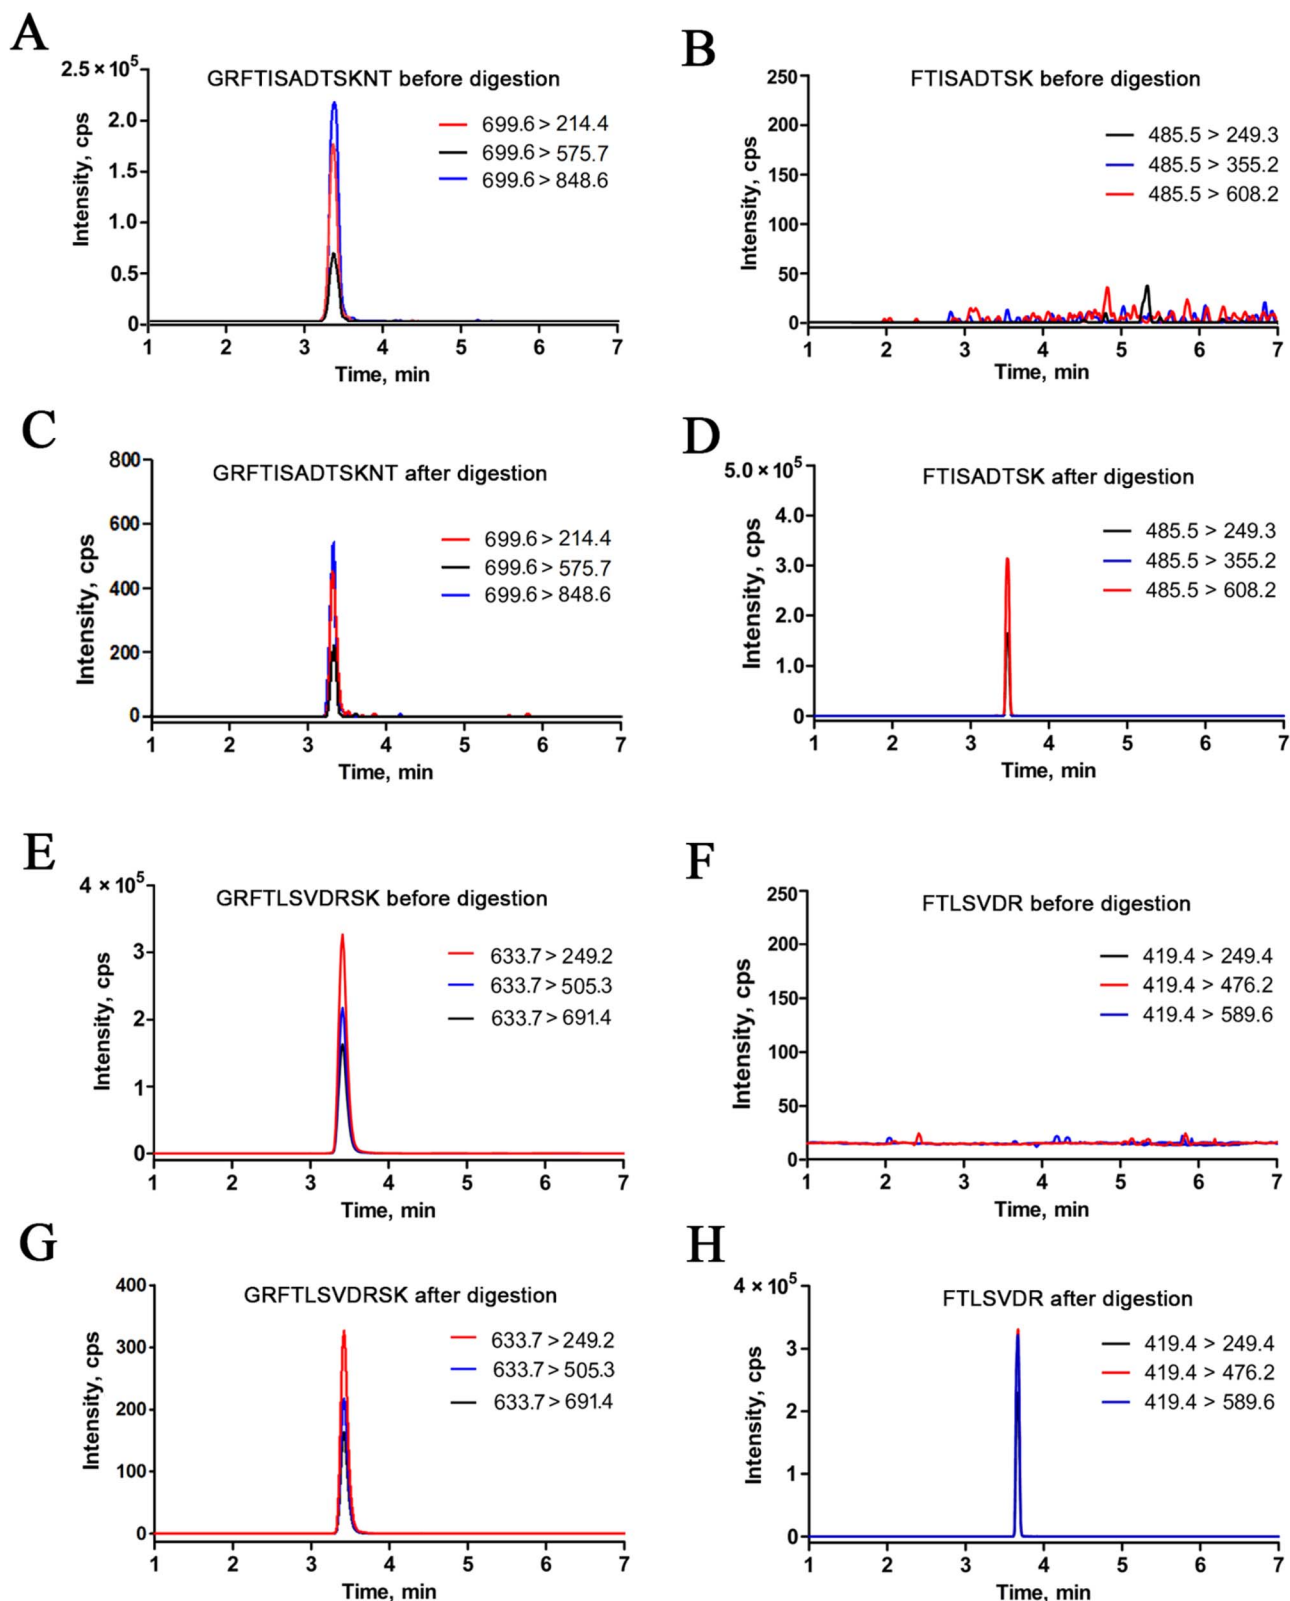 A
2.5 × 10⁵
2.0
1.5
1.0
0.5
0
Intensity, cps
GRFTISADTSKNT before digestion
699.6 > 214.4
699.6 > 575.7
699.6 > 848.6
1 2 3 4 5 6 7
Time, min
B
250
200
150
100
50
0
Intensity, cps
FTISADTSK before digestion
485.5 > 249.3
485.5 > 355.2
485.5 > 608.2
1 2 3 4 5 6 7
Time, min
C
800
600
400
200
0
Intensity, cps
GRFTISADTSKNT after digestion
699.6 > 214.4
699.6 > 575.7
699.6 > 848.6
1 2 3 4 5 6 7
Time, min
D
5.0 × 10⁵
4.0
3.0
2.0
1.0
0
Intensity, cps
FTISADTSK after digestion
485.5 > 249.3
485.5 > 355.2
485.5 > 608.2
1 2 3 4 5 6 7
Time, min
E
4 × 10⁵
3
2
1
0
Intensity, cps
GRFTLSVDRSK before digestion
633.7 > 249.2
633.7 > 505.3
633.7 > 691.4
1 2 3 4 5 6 7
Time, min
F
250
200
150
100
50
0
Intensity, cps
FTLSVDR before digestion
419.4 > 249.4
419.4 > 476.2
419.4 > 589.6
1 2 3 4 5 6 7
Time, min
G
400
300
200
100
0
Intensity, cps
GRFTLSVDRSK after digestion
633.7 > 249.2
633.7 > 505.3
633.7 > 691.4
1 2 3 4 5 6 7
Time, min
H
4 × 10⁵
3
2
1
0
Intensity, cps
FTLSVDR after digestion
419.4 > 249.4
419.4 > 476.2
419.4 > 589.6
1 2 3 4 5 6 7
Time, min